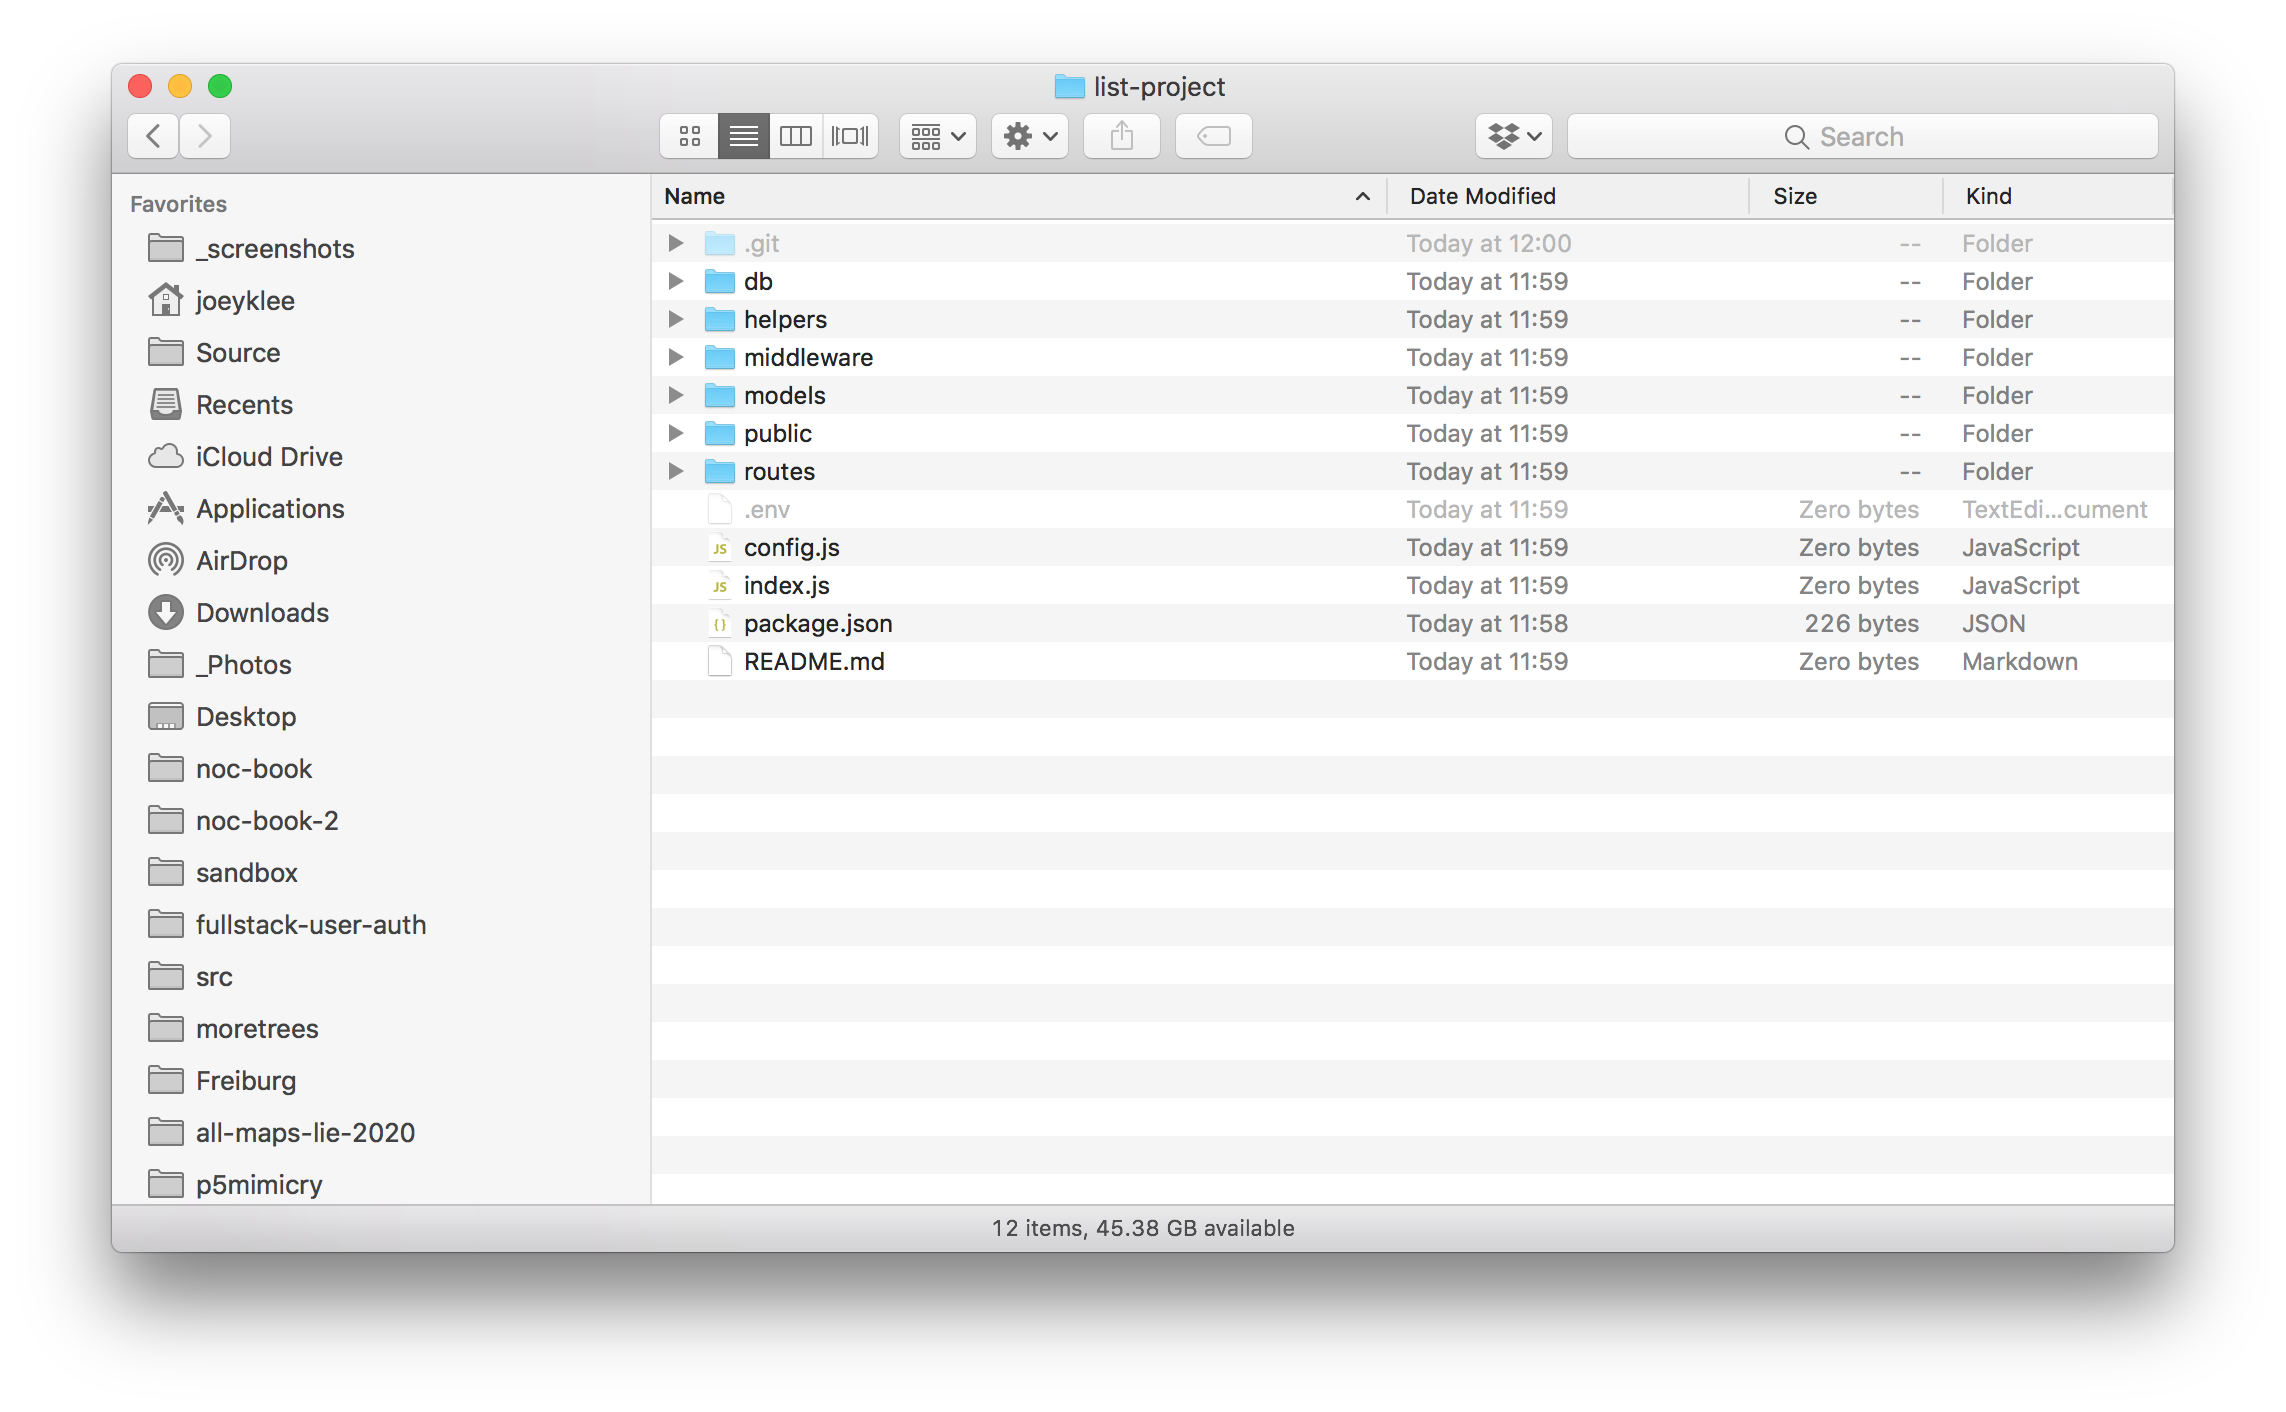 list-project
Search
Favorites
_screenshots
joeyklee
Source
Recents
iCloud Drive
Applications
AirDrop
Downloads
_Photos
Desktop
noc-book
noc-book-2
sandbox
fullstack-user-auth
src
moretrees
Freiburg
all-maps-lie-2020
p5mimicry
Name Date Modified Size Kind
.git Today at 12:00 -- Folder
db Today at 11:59 -- Folder
helpers Today at 11:59 -- Folder
middleware Today at 11:59 -- Folder
models Today at 11:59 -- Folder
public Today at 11:59 -- Folder
routes Today at 11:59 -- Folder
.env Today at 11:59 Zero bytes TextEdi...cument
JS config.js Today at 11:59 Zero bytes JavaScript
JS index.js Today at 11:59 Zero bytes JavaScript
{} package.json Today at 11:58 226 bytes JSON
README.md Today at 11:59 Zero bytes Markdown
12 items, 45.38 GB available